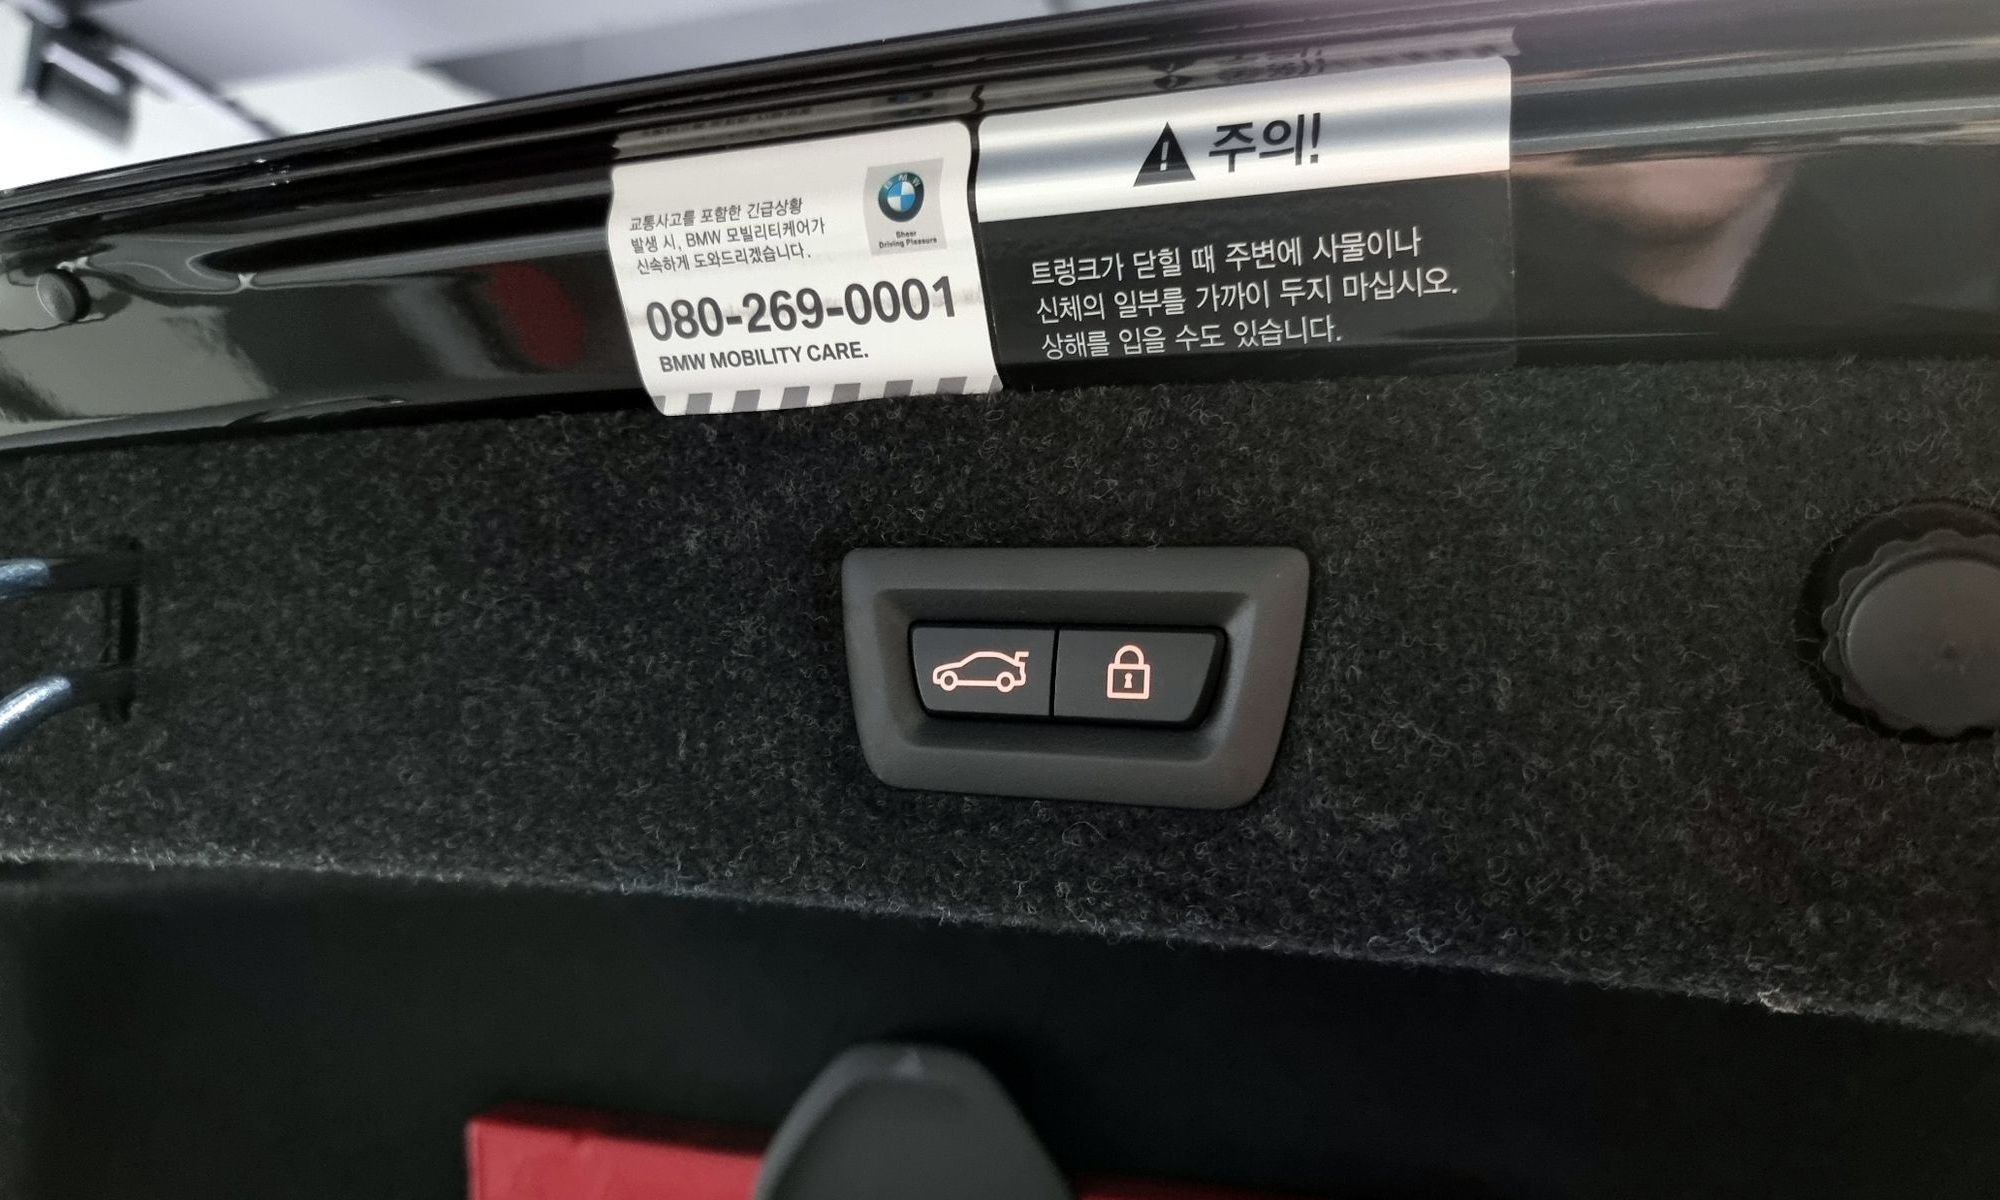 교통사고를 포함한 긴급상황
발생 시, BMW 모빌리티케어가
신속하게 도와드리겠습니다.
BMW
Sheer
Driving Pleasure
080-269-0001
BMW MOBILITY CARE.
주의!
트렁크가 닫힐 때 주변에 사물이나
신체의 일부를 가까이 두지 마십시오.
상해를 입을 수도 있습니다.